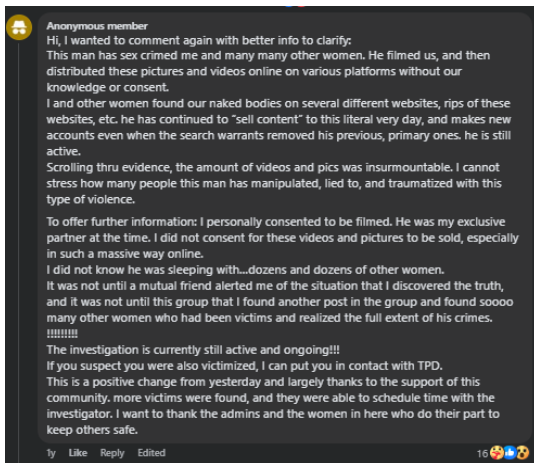 Anonymous member
Hi, I wanted to comment again with better info to clarify:
This man has sex crimed me and many many other women. He filmed us, and then
distributed these pictures and videos online on various platforms without our
knowledge or consent.
I and other women found our naked bodies on several different websites, rips of these
websites, etc. he has continued to “sell content” to this literal very day, and makes new
accounts even when the search warrants removed his previous, primary ones. he is still
active.
Scrolling thru evidence, the amount of videos and pics was insurmountable. I cannot
stress how many people this man has manipulated, lied to, and traumatized with this
type of violence.
To offer further information: I personally consented to be filmed. He was my exclusive
partner at the time. I did not consent for these videos and pictures to be sold, especially
in such a massive way online.
I did not know he was sleeping with...dozens and dozens of other women.
It was not until a mutual friend alerted me of the situation that I discovered the truth,
and it was not until this group that I found another post in the group and found soooo
many other women who had been victims and realized the full extent of his crimes.
!!!!!!!!!
The investigation is currently still active and ongoing!!!
If you suspect you were also victimized, I can put you in contact with TPD.
This is a positive change from yesterday and largely thanks to the support of this
community. more victims were found, and they were able to schedule time with the
investigator. I want to thank the admins and the women in here who do their part to
keep others safe.
1y Like Reply Edited 16